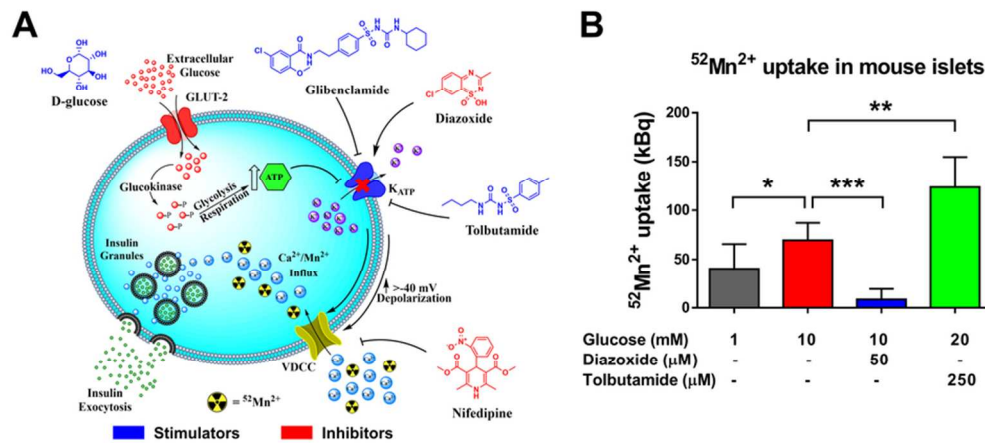 A
D-glucose
Extracellular
Glucose
GLUT-2
Glucokinase
Glycolysis
Respiration
ATP
Glibenclamide
Diazoxide
K_ATP
Tolbutamide
Insulin
Granules
Ca²⁺/Mn²⁺
Influx
>-40 mV
Depolarization
VDCC
Insulin
Exocytosis
= ⁵²Mn²⁺
Nifedipine
Stimulators
Inhibitors
B
⁵²Mn²⁺ uptake in mouse islets
⁵²Mn²⁺ uptake (kBq)
200
150
100
50
0
*
***
**
Glucose (mM) 1 10 10 20
Diazoxide (μM) - - 50 -
Tolbutamide (μM) - - - 250